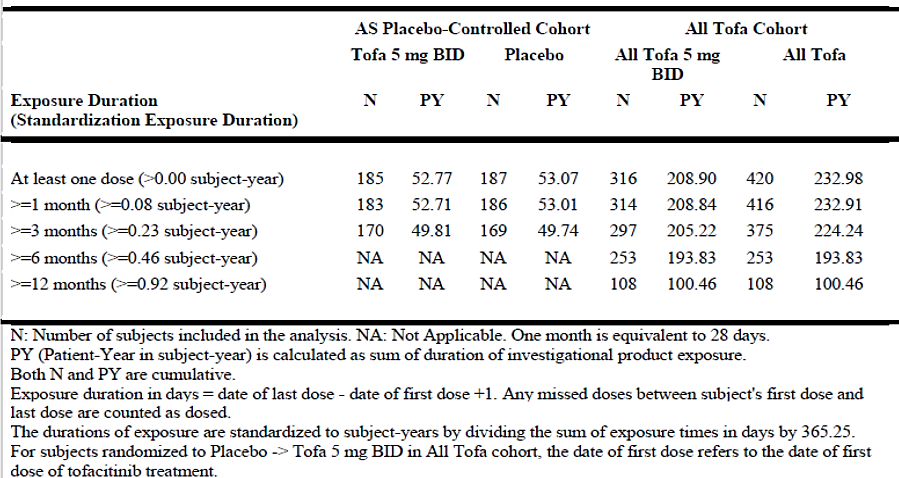 AS Placebo-Controlled Cohort All Tofa Cohort
Tofa 5 mg BID Placebo All Tofa 5 mg BID All Tofa
Exposure Duration (Standardization Exposure Duration) N PY N PY N PY N PY
At least one dose (>0.00 subject-year) 185 52.77 187 53.07 316 208.90 420 232.98
>=1 month (>=0.08 subject-year) 183 52.71 186 53.01 314 208.84 416 232.91
>=3 months (>=0.23 subject-year) 170 49.81 169 49.74 297 205.22 375 224.24
>=6 months (>=0.46 subject-year) NA NA NA NA 253 193.83 253 193.83
>=12 months (>=0.92 subject-year) NA NA NA NA 108 100.46 108 100.46
N: Number of subjects included in the analysis. NA: Not Applicable. One month is equivalent to 28 days.
PY (Patient-Year in subject-year) is calculated as sum of duration of investigational product exposure.
Both N and PY are cumulative.
Exposure duration in days = date of last dose - date of first dose +1. Any missed doses between subject's first dose and
last dose are counted as dosed.
The durations of exposure are standardized to subject-years by dividing the sum of exposure times in days by 365.25.
For subjects randomized to Placebo -> Tofa 5 mg BID in All Tofa cohort, the date of first dose refers to the date of first
dose of tofacitinib treatment.